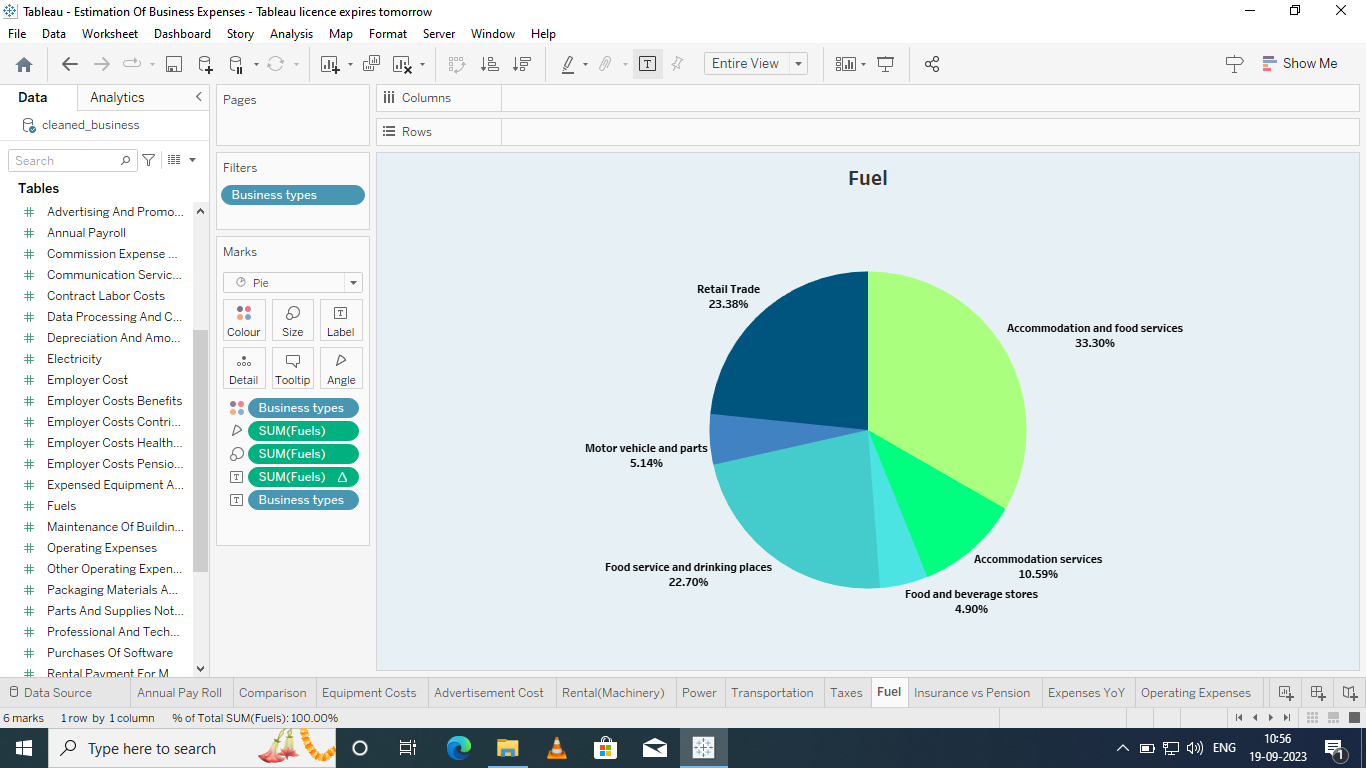 Tableau - Estimation Of Business Expenses - Tableau licence expires tomorrow
File Data Worksheet Dashboard Story Analysis Map Format Server Window Help
T Entire View Show Me
Data Analytics
cleaned_business
Search
Tables
Advertising And Promo...
Annual Payroll
Commission Expense ...
Communication Servic...
Contract Labor Costs
Data Processing And C...
Depreciation And Amo...
Electricity
Employer Cost
Employer Costs Benefits
Employer Costs Contri...
Employer Costs Health...
Employer Costs Pensio...
Expensed Equipment A...
Fuels
Maintenance Of Buildin...
Operating Expenses
Other Operating Expen...
Packaging Materials A...
Parts And Supplies Not...
Professional And Tech...
Purchases Of Software
Rental Payment For M
Pages
Filters
Business types
Marks
Pie
Colour Size Label
Detail Tooltip Angle
Business types
SUM(Fuels)
SUM(Fuels)
SUM(Fuels) Δ
Business types
Columns
Rows
Fuel
Retail Trade
23.38%
Accommodation and food services
33.30%
Motor vehicle and parts
5.14%
Food service and drinking places
22.70%
Accommodation services
10.59%
Food and beverage stores
4.90%
Data Source Annual Pay Roll Comparison Equipment Costs Advertisement Cost Rental(Machinery) Power Transportation Taxes Fuel Insurance vs Pension Expenses YoY Operating Expenses
6 marks 1 row by 1 column % of Total SUM(Fuels): 100.00%
Type here to search
ENG
10:56
19-09-2023
1